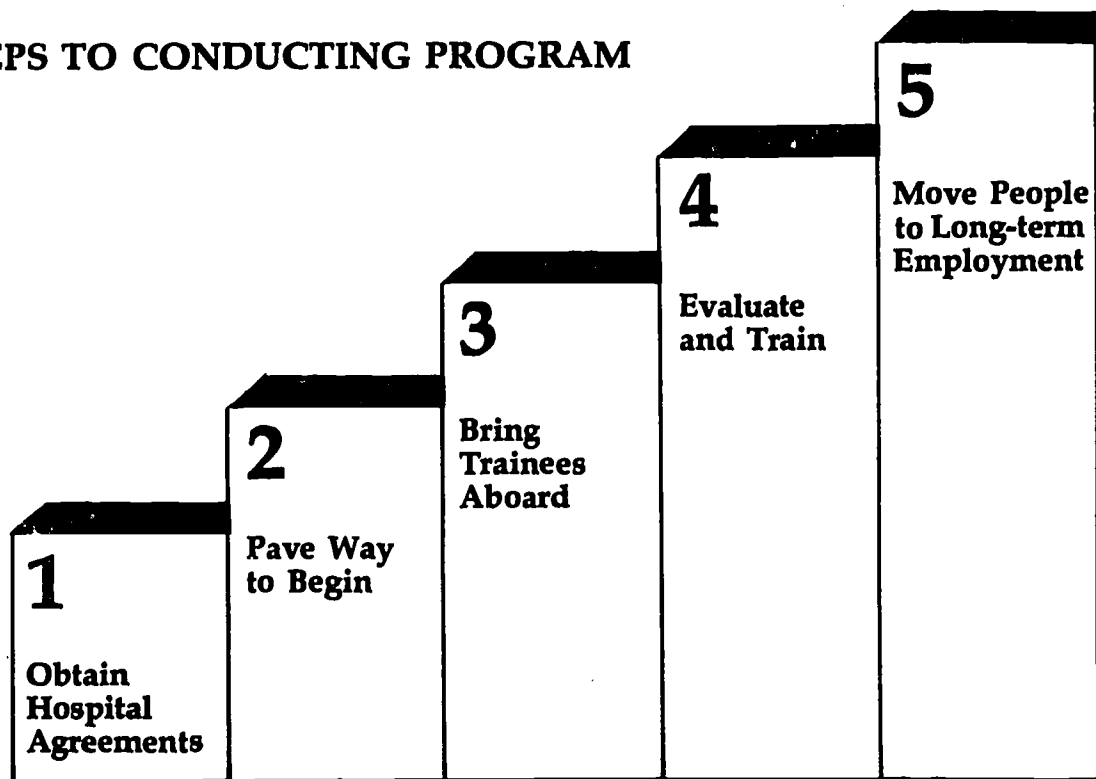 EPS TO CONDUCTING PROGRAM
1
Obtain
Hospital
Agreements
2
Pave Way
to Begin
3
Bring
Trainees
Aboard
4
Evaluate
and Train
5
Move People
to Long-term
Employment